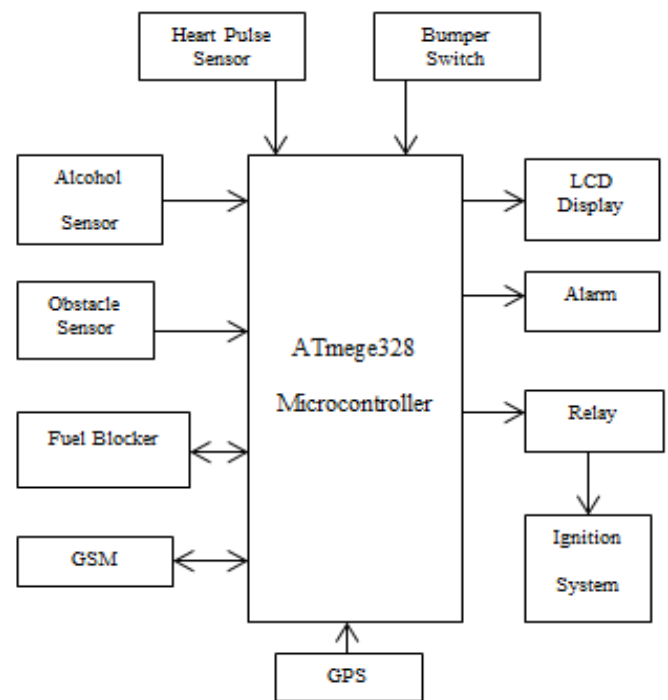 Heart Pulse
Sensor
Bumper
Switch
Alcohol
Sensor
LCD
Display
Obstacle
Sensor
Alarm
ATmege328
Microcontroller
Fuel Blocker
Relay
GSM
Ignition
System
GPS